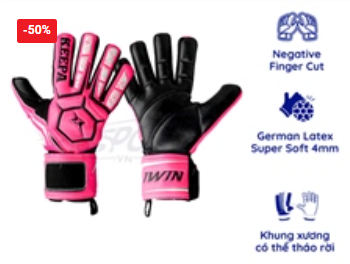 -50%
KEEPA
TWIN
Negative
Finger Cut
German Latex
Super Soft 4mm
Khung xương
có thể tháo rời